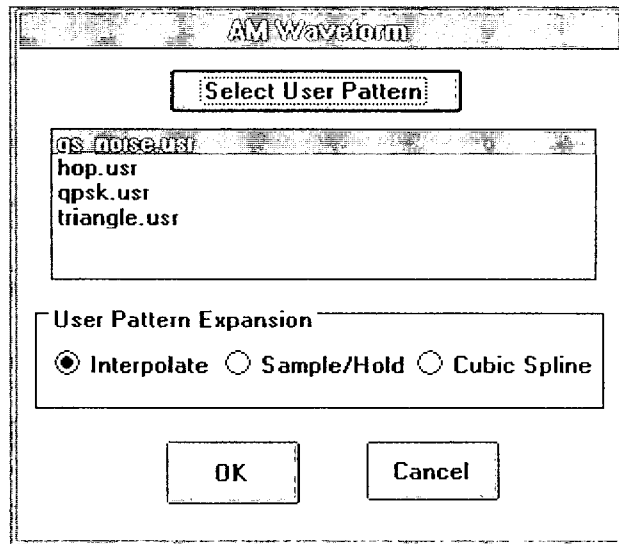 AM Waveform
Select User Pattern
gs_noise.usr
hop.usr
qpsk.usr
triangle.usr
User Pattern Expansion
Interpolate Sample/Hold Cubic Spline
OK Cancel